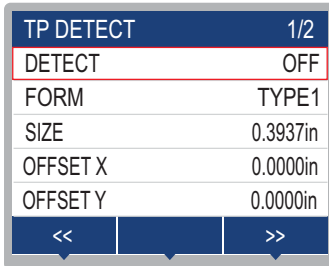 TP DETECT 1/2
DETECT OFF
FORM TYPE1
SIZE 0.3937in
OFFSET X 0.0000in
OFFSET Y 0.0000in
<< >>